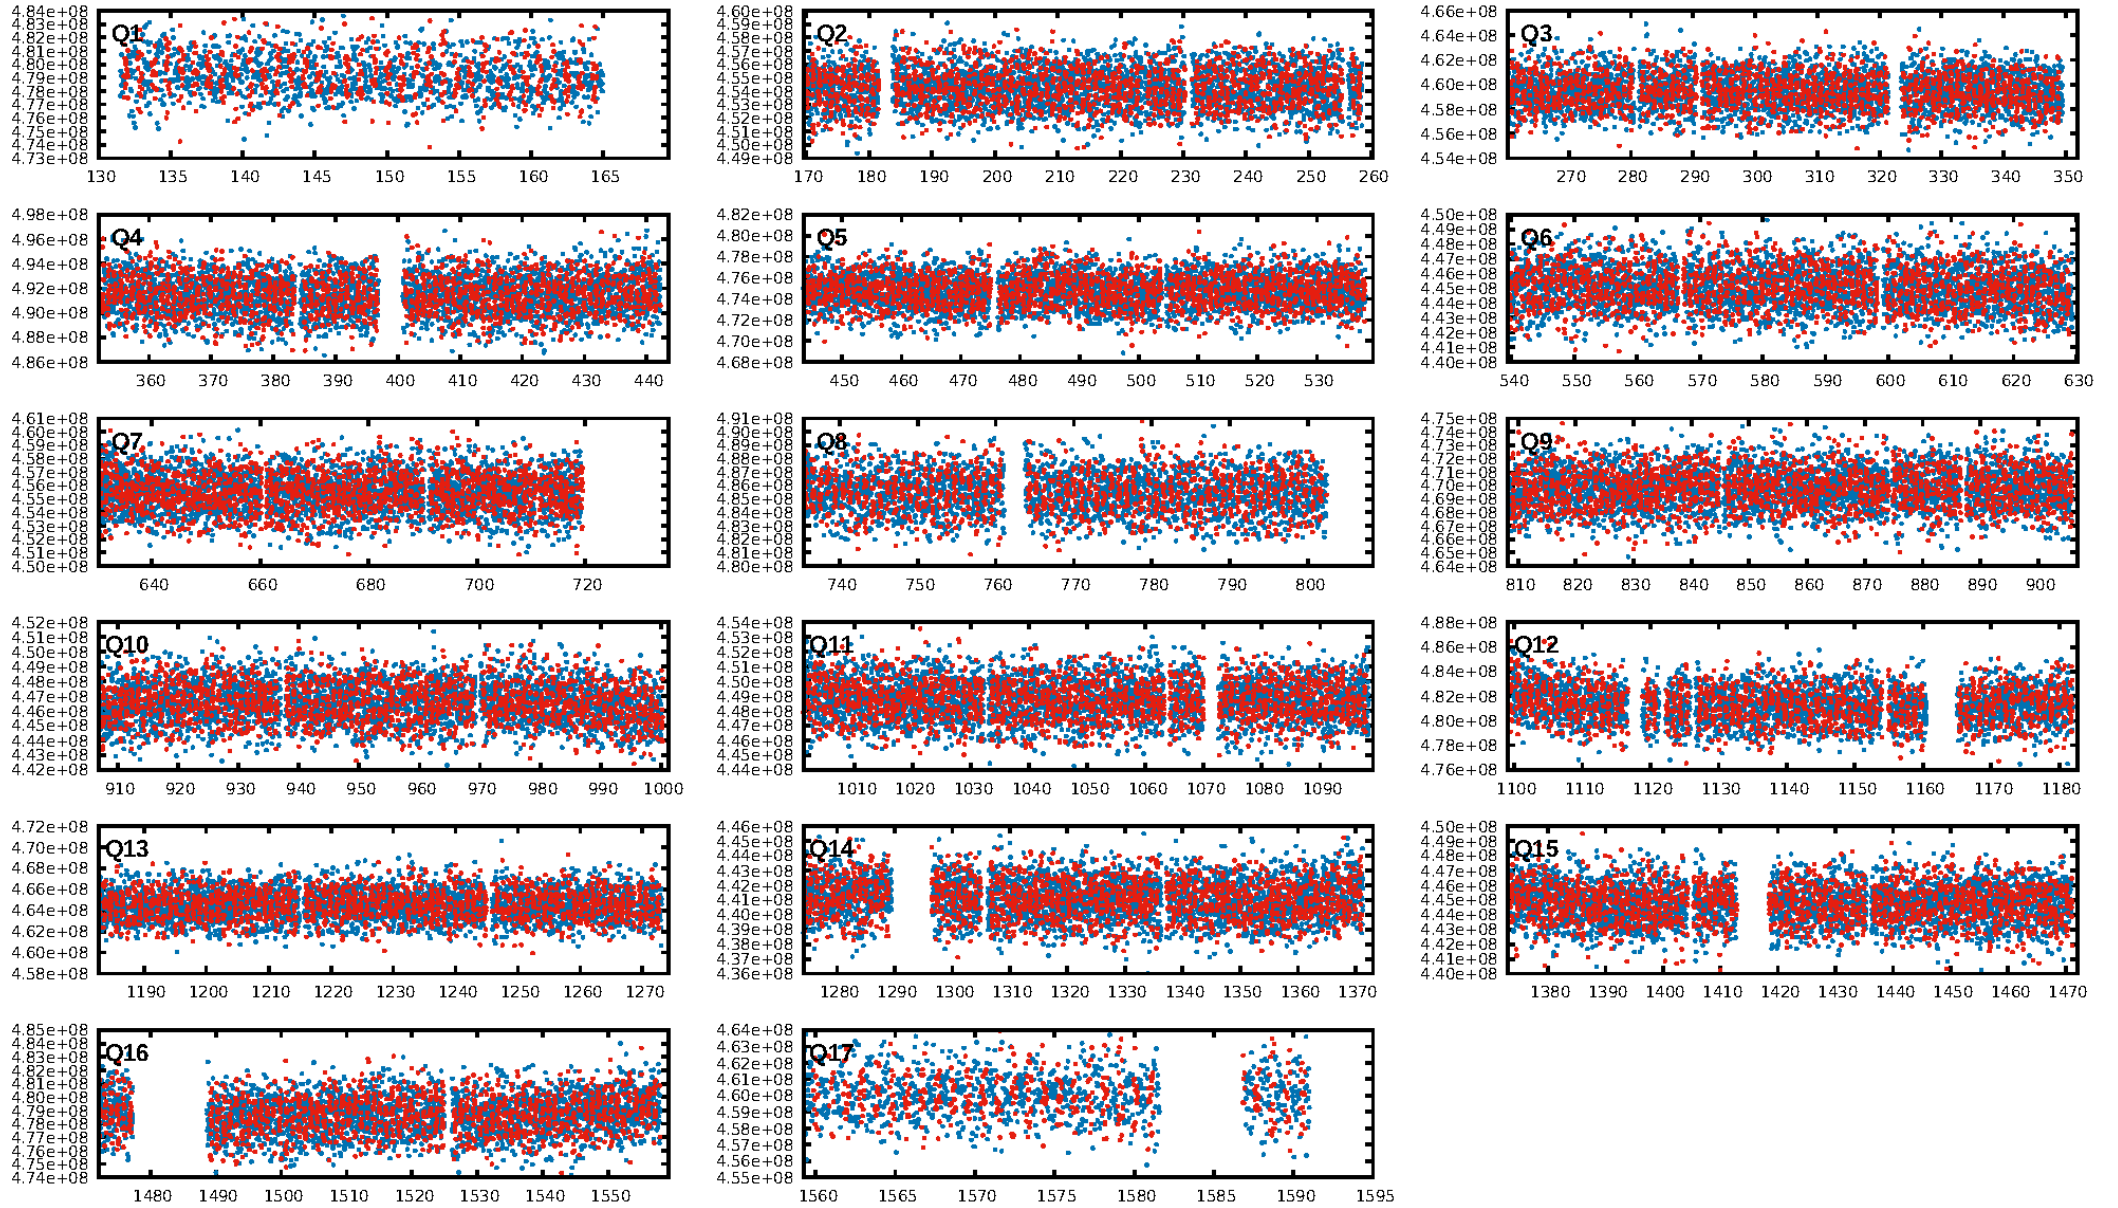 4.84e+08
4.83e+08
4.82e+08
4.81e+08
4.80e+08
4.79e+08
4.78e+08
4.77e+08
4.76e+08
4.75e+08
4.74e+08
4.73e+08
Q1
130 135 140 145 150 155 160 165
4.60e+08
4.59e+08
4.58e+08
4.57e+08
4.56e+08
4.55e+08
4.54e+08
4.53e+08
4.52e+08
4.51e+08
4.50e+08
4.49e+08
Q2
170 180 190 200 210 220 230 240 250 260
4.66e+08
4.64e+08
4.62e+08
4.60e+08
4.58e+08
4.56e+08
4.54e+08
Q3
270 280 290 300 310 320 330 340 350
4.98e+08
4.96e+08
4.94e+08
4.92e+08
4.90e+08
4.88e+08
4.86e+08
Q4
360 370 380 390 400 410 420 430 440
4.82e+08
4.80e+08
4.78e+08
4.76e+08
4.74e+08
4.72e+08
4.70e+08
4.68e+08
Q5
450 460 470 480 490 500 510 520 530
4.50e+08
4.49e+08
4.48e+08
4.47e+08
4.46e+08
4.45e+08
4.44e+08
4.43e+08
4.42e+08
4.41e+08
4.40e+08
Q6
540 550 560 570 580 590 600 610 620 630
4.61e+08
4.60e+08
4.59e+08
4.58e+08
4.57e+08
4.56e+08
4.55e+08
4.54e+08
4.53e+08
4.52e+08
4.51e+08
4.50e+08
Q7
640 660 680 700 720
4.91e+08
4.90e+08
4.89e+08
4.88e+08
4.87e+08
4.86e+08
4.85e+08
4.84e+08
4.83e+08
4.82e+08
4.81e+08
4.80e+08
Q8
740 750 760 770 780 790 800
4.75e+08
4.74e+08
4.73e+08
4.72e+08
4.71e+08
4.70e+08
4.69e+08
4.68e+08
4.67e+08
4.66e+08
4.65e+08
4.64e+08
Q9
810 820 830 840 850 860 870 880 890 900
4.52e+08
4.51e+08
4.50e+08
4.49e+08
4.48e+08
4.47e+08
4.46e+08
4.45e+08
4.44e+08
4.43e+08
4.42e+08
Q10
910 920 930 940 950 960 970 980 990 1000
4.54e+08
4.53e+08
4.52e+08
4.51e+08
4.50e+08
4.49e+08
4.48e+08
4.47e+08
4.46e+08
4.45e+08
4.44e+08
Q11
1010 1020 1030 1040 1050 1060 1070 1080 1090
4.88e+08
4.86e+08
4.84e+08
4.82e+08
4.80e+08
4.78e+08
4.76e+08
Q12
1100 1110 1120 1130 1140 1150 1160 1170 1180
4.72e+08
4.70e+08
4.68e+08
4.66e+08
4.64e+08
4.62e+08
4.60e+08
4.58e+08
Q13
1190 1200 1210 1220 1230 1240 1250 1260 1270
4.46e+08
4.45e+08
4.44e+08
4.43e+08
4.42e+08
4.41e+08
4.40e+08
4.39e+08
4.38e+08
4.37e+08
4.36e+08
Q14
1280 1290 1300 1310 1320 1330 1340 1350 1360 1370
4.50e+08
4.49e+08
4.48e+08
4.47e+08
4.46e+08
4.45e+08
4.44e+08
4.43e+08
4.42e+08
4.41e+08
4.40e+08
Q15
1380 1390 1400 1410 1420 1430 1440 1450 1460 1470
4.85e+08
4.84e+08
4.83e+08
4.82e+08
4.81e+08
4.80e+08
4.79e+08
4.78e+08
4.77e+08
4.76e+08
4.75e+08
4.74e+08
Q16
1480 1490 1500 1510 1520 1530 1540 1550
4.64e+08
4.63e+08
4.62e+08
4.61e+08
4.60e+08
4.59e+08
4.58e+08
4.57e+08
4.56e+08
4.55e+08
Q17
1560 1565 1570 1575 1580 1585 1590 1595